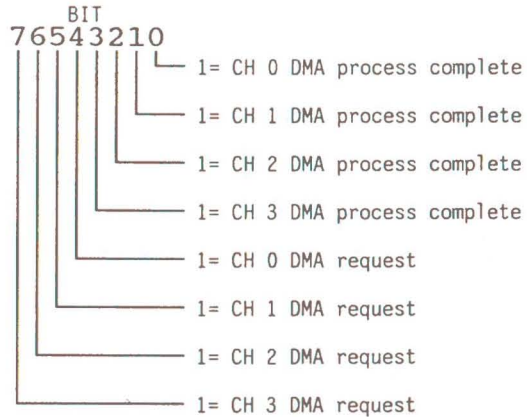 BIT
76543210
1= CH 0 DMA process complete
1= CH 1 DMA process complete
1= CH 2 DMA process complete
1= CH 3 DMA process complete
1= CH 0 DMA request
1= CH 1 DMA request
1= CH 2 DMA request
1= CH 3 DMA request